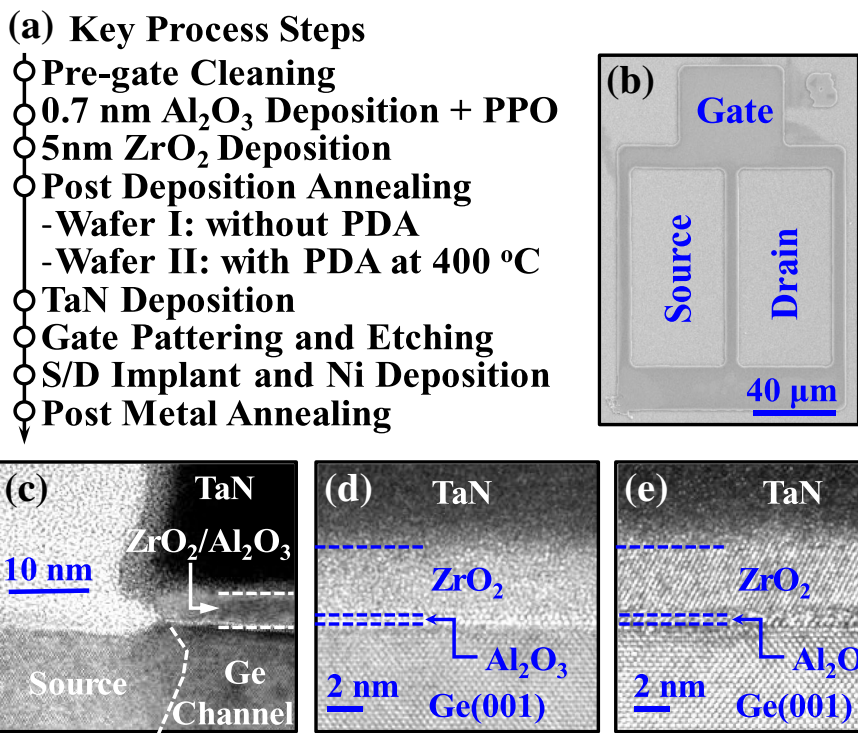 (a) Key Process Steps
Pre-gate Cleaning
0.7 nm Al₂O₃ Deposition + PPO
5nm ZrO₂ Deposition
Post Deposition Annealing
-Wafer I: without PDA
-Wafer II: with PDA at 400 ºC
TaN Deposition
Gate Pattering and Etching
S/D Implant and Ni Deposition
Post Metal Annealing
(b)
Gate
Source
Drain
40 μm
(c)
TaN
ZrO₂/Al₂O₃
10 nm
Source
Ge
Channel
(d)
TaN
ZrO₂
Al₂O₃
2 nm
Ge(001)
(e)
TaN
ZrO₂
Al₂O
2 nm
Ge(001)